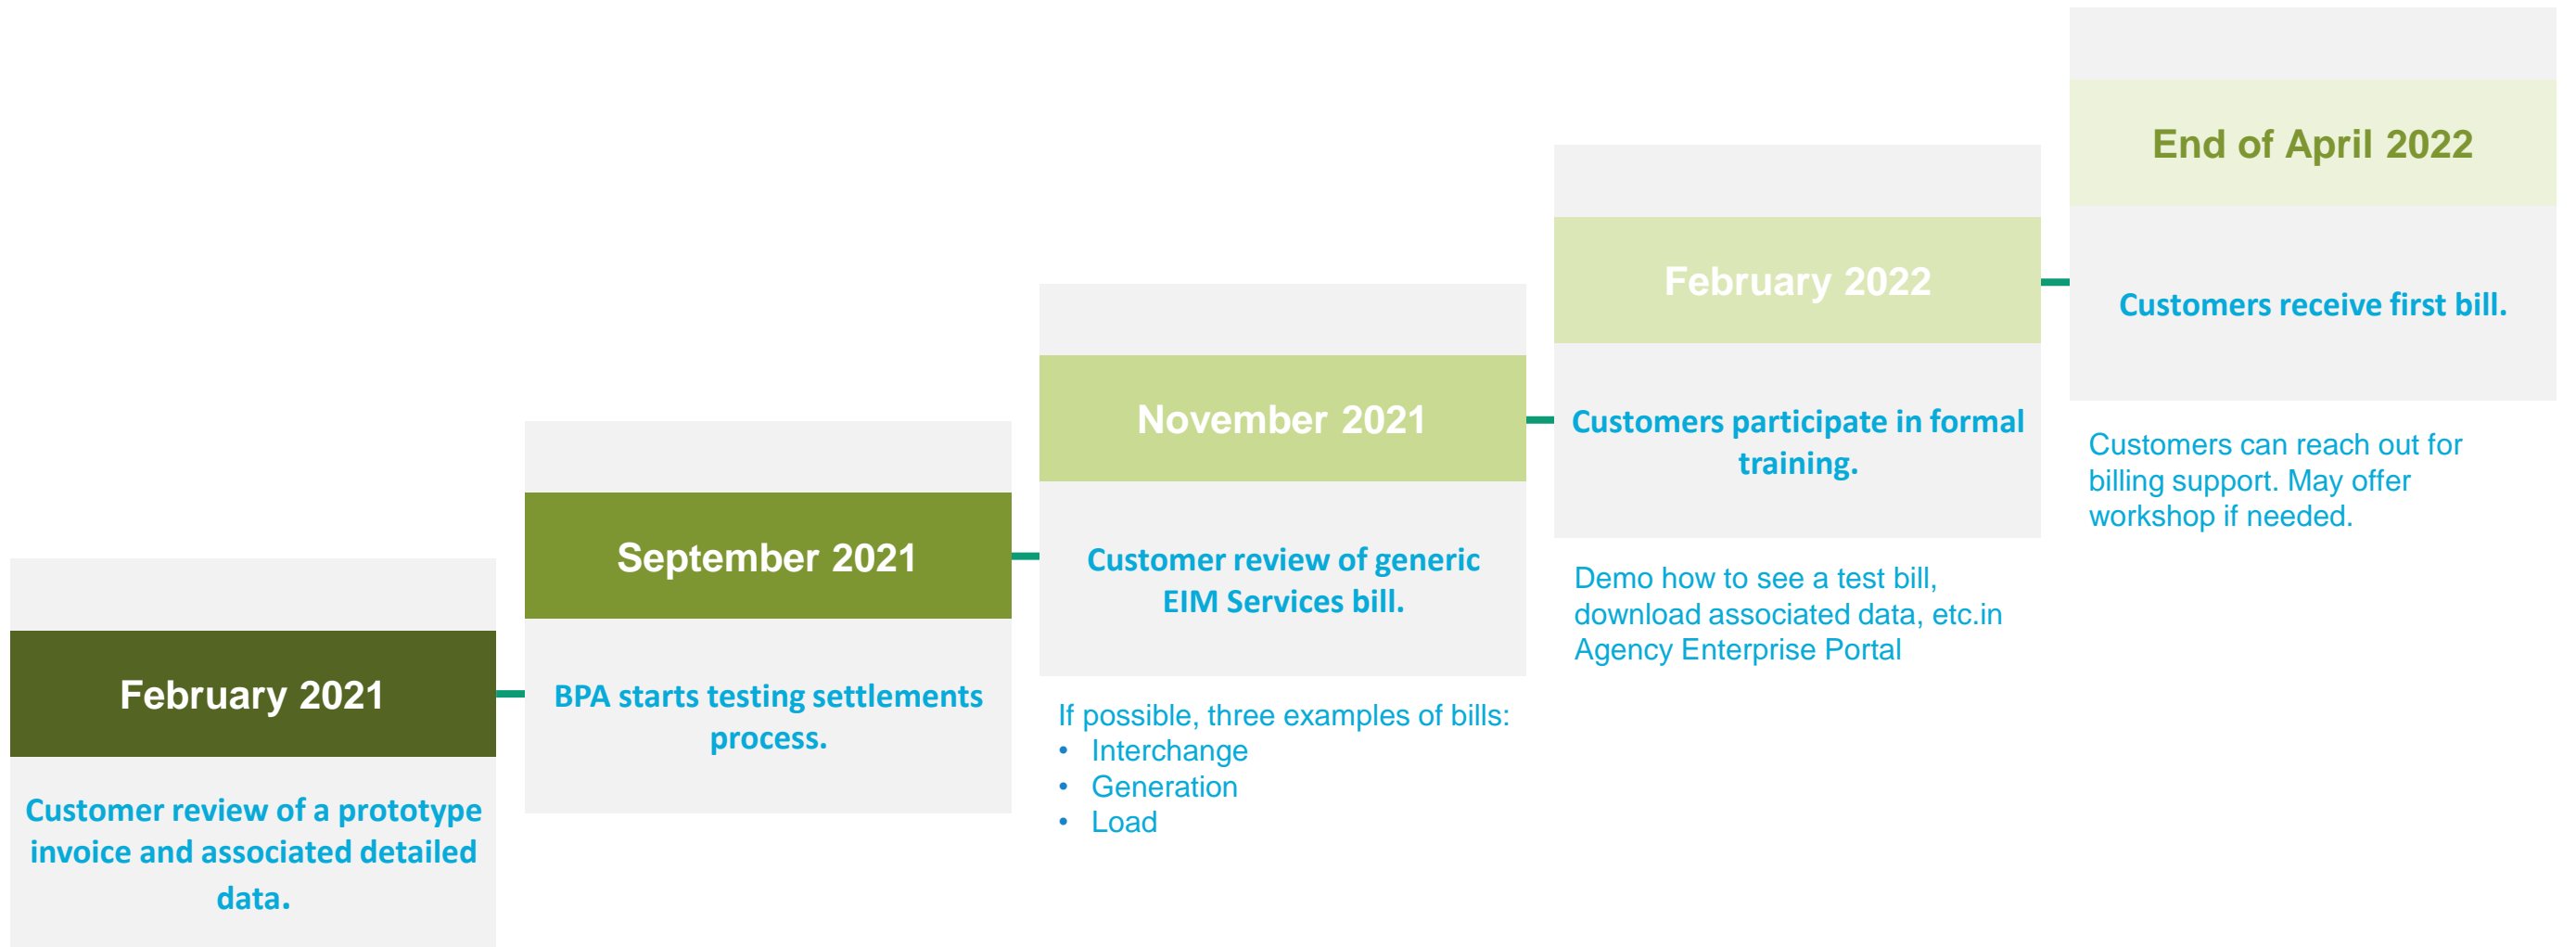 February 2021
Customer review of a prototype
invoice and associated detailed
data.
September 2021
BPA starts testing settlements
process.
November 2021
Customer review of generic
EIM Services bill.
If possible, three examples of bills:
• Interchange
• Generation
• Load
February 2022
Customers participate in formal
training.
Demo how to see a test bill,
download associated data, etc.in
Agency Enterprise Portal
End of April 2022
Customers receive first bill.
Customers can reach out for
billing support. May offer
workshop if needed.